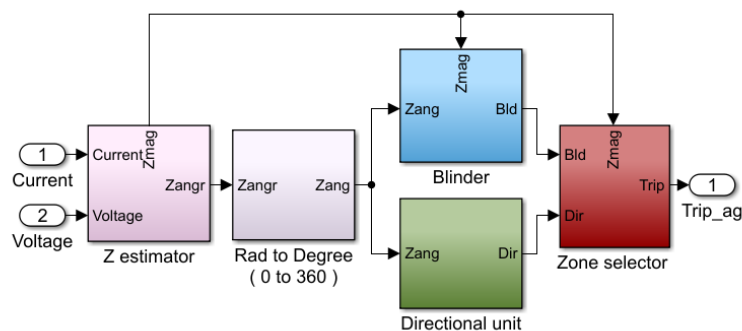 1
Current
2
Voltage
Current
Voltage
Zmag
Zangr
Z estimator
Zangr
Zang
Rad to Degree
( 0 to 360 )
Zmag
Zang
Bld
Blinder
Zang
Dir
Directional unit
Zmag
Bld
Dir
Trip
Zone selector
1
Trip_ag